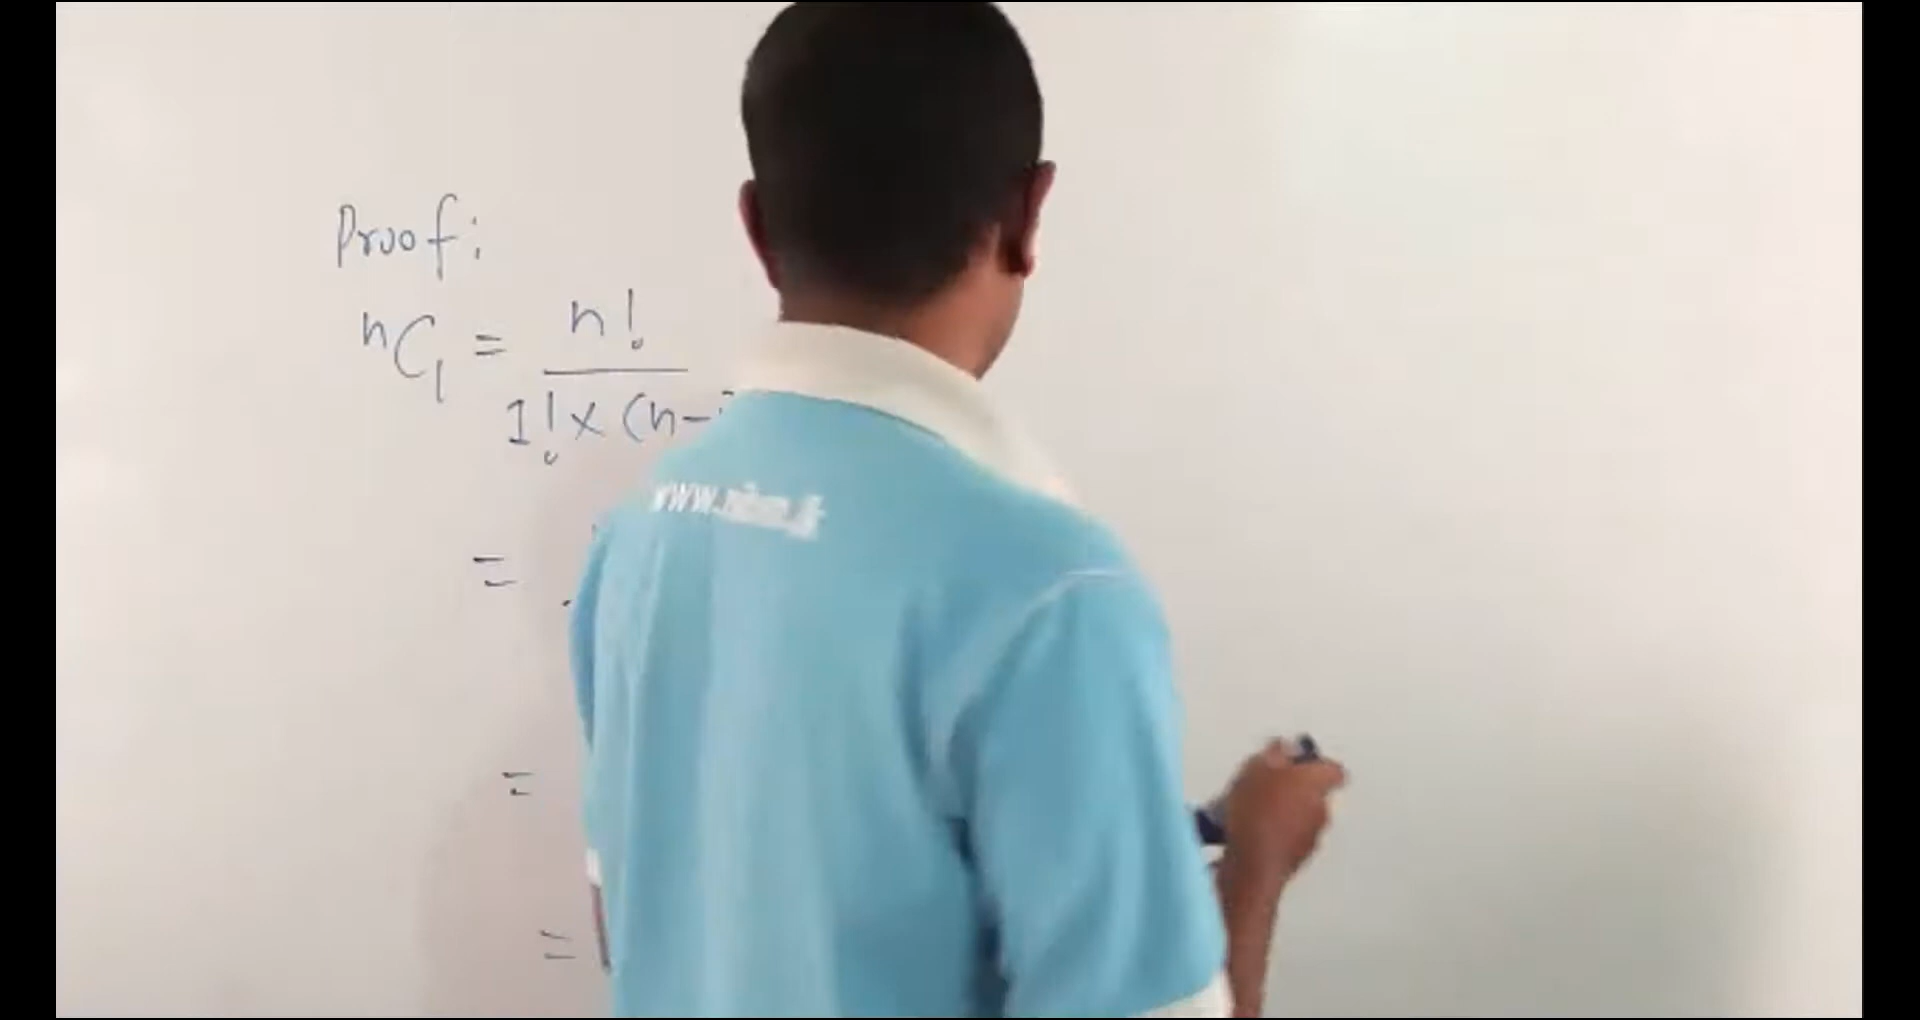 Proof:
nC1 = n!
1! × (n-
=
=
=